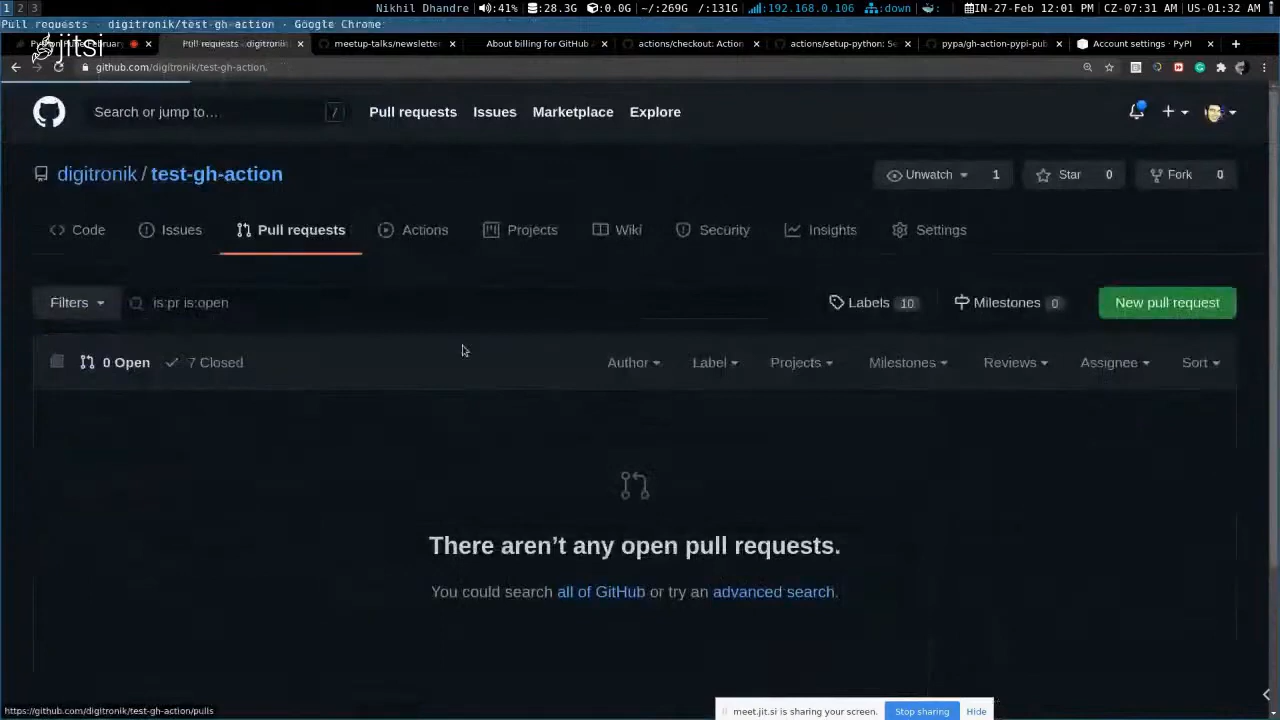 1 2 3 Nikhil Dhandre 41% :28.3G :0.0G ~/:269G /:131G :192.168.0.106 :down IN-27-Feb 12:01 PM CZ-07:31 AM US-01:32 AM
Pull requests · digitronik/test-gh-action - Google Chrome
jitsi
Pull requests · digitronik meetup-talks/newsletter About billing for GitHub actions/checkout: Action actions/setup-python: Se pypa/gh-action-pypi-pub Account settings · PyPI
github.com/digitronik/test-gh-action
Search or jump to… / Pull requests Issues Marketplace Explore
digitronik / test-gh-action Unwatch 1 Star 0 Fork 0
Code Issues Pull requests Actions Projects Wiki Security Insights Settings
Filters is:pr is:open Labels 10 Milestones 0 New pull request
0 Open 7 Closed Author Label Projects Milestones Reviews Assignee Sort
There aren’t any open pull requests.
You could search all of GitHub or try an advanced search.
https://github.com/digitronik/test-gh-action/pulls
meet.jit.si is sharing your screen. Stop sharing Hide